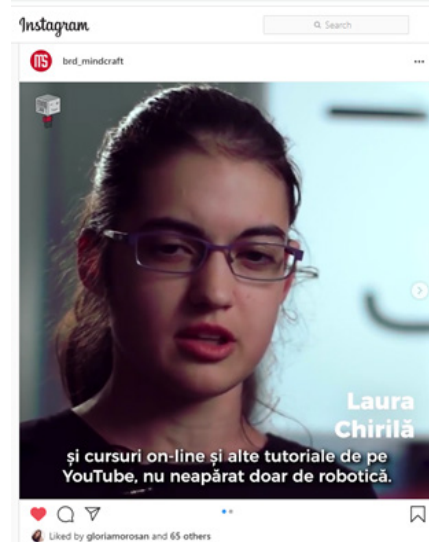 Instagram
Search
brd_mindcraft
Laura
Chirilă
și cursuri on-line și alte tutoriale de pe
YouTube, nu neapărat doar de robotică.
Liked by gloriamorosan and 65 others